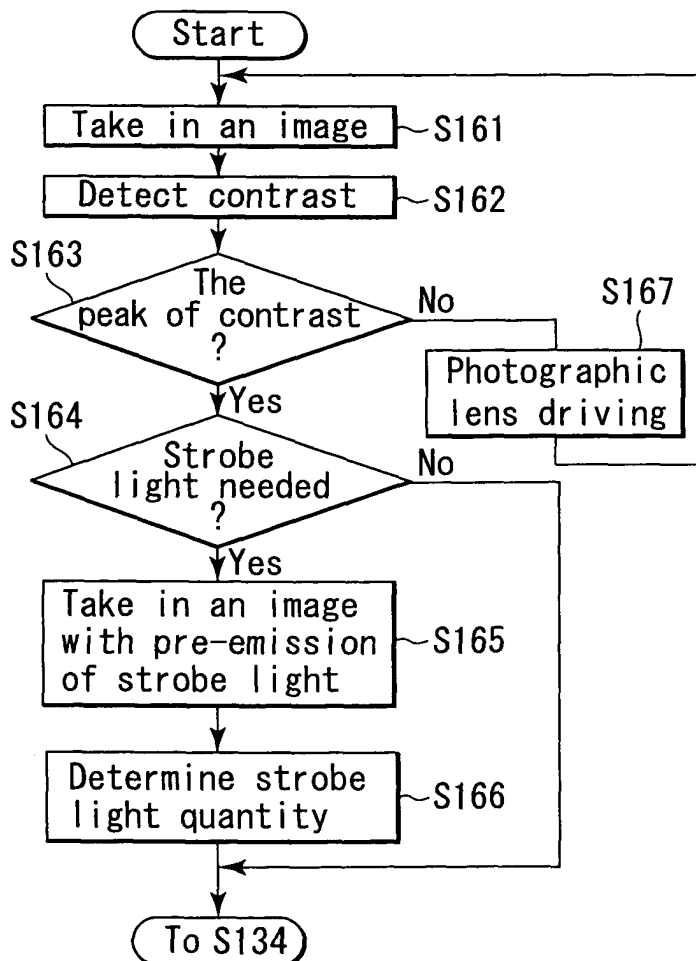 Start
Take in an image
S161
Detect contrast
S162
S163
The
peak of contrast
?
No
Yes
S167
Photographic
lens driving
S164
Strobe
light needed
?
No
Yes
Take in an image
with pre-emission
of strobe light
S165
Determine strobe
light quantity
S166
To S134